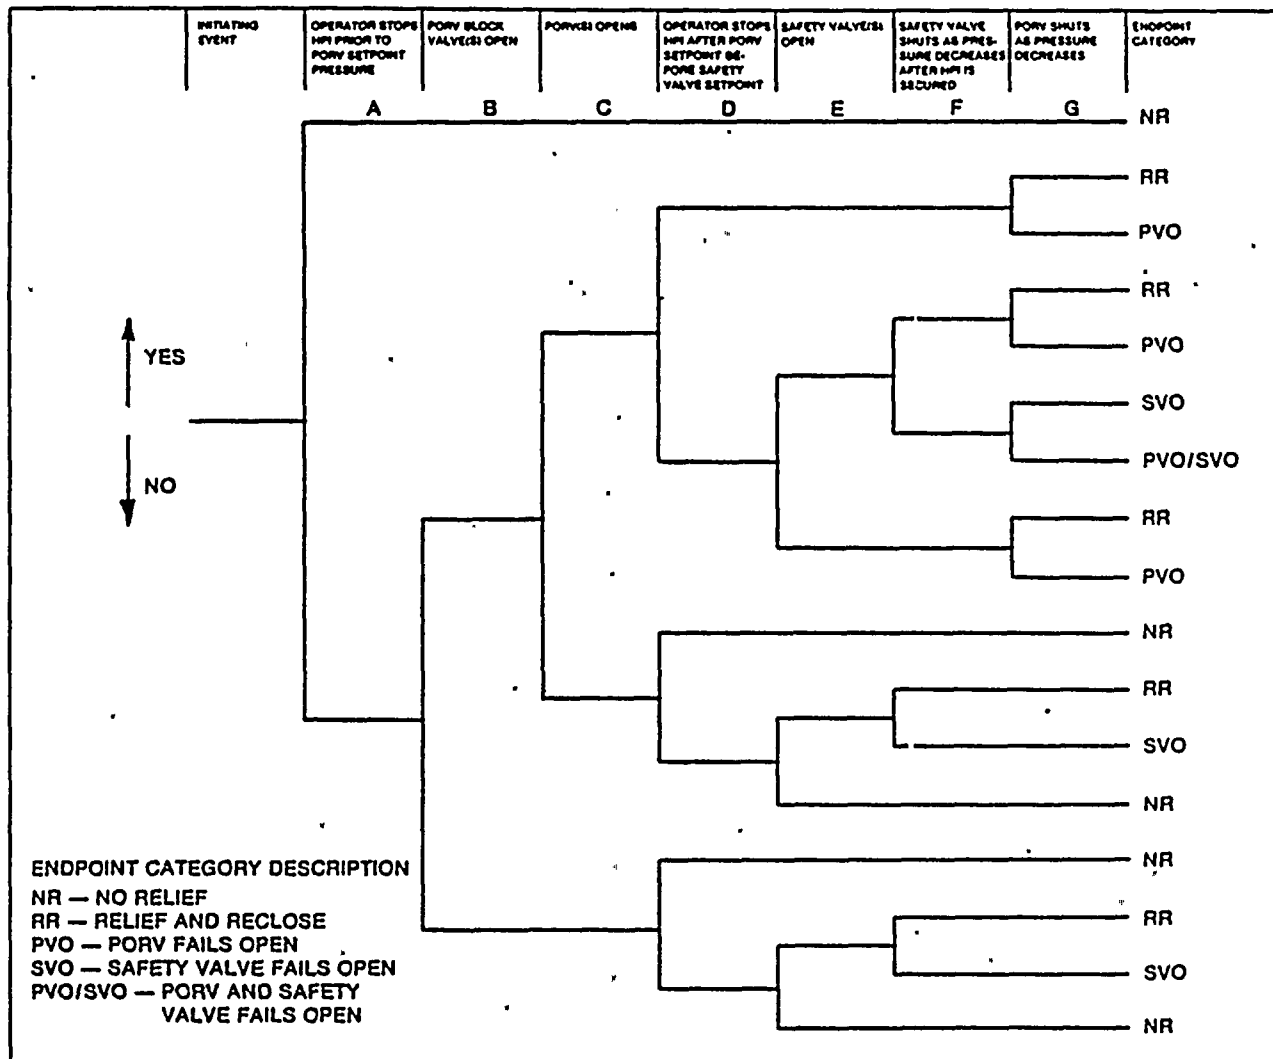 INITIATING
EVENT
OPERATOR STOPS
HPI PRIOR TO
PORV SETPOINT
PRESSURE
PORV BLOCK
VALVE(S) OPEN
PORV(S) OPENS
OPERATOR STOPS
HPI AFTER PORV
SETPOINT BE-
FORE SAFETY
VALVE SETPOINT
SAFETY VALVE(S)
OPEN
SAFETY VALVE
SHUTS AS PRES-
SURE DECREASES
AFTER HPI IS
SECURED
PORV SHUTS
AS PRESSURE
DECREASES
ENDPOINT
CATEGORY
A B C D E F G
NR
RR
PVO
RR
PVO
SVO
PVO/SVO
RR
PVO
NR
RR
SVO
NR
NR
RR
SVO
NR
YES
NO
ENDPOINT CATEGORY DESCRIPTION
NR — NO RELIEF
RR — RELIEF AND RECLOSE
PVO — PORV FAILS OPEN
SVO — SAFETY VALVE FAILS OPEN
PVO/SVO — PORV AND SAFETY
VALVE FAILS OPEN